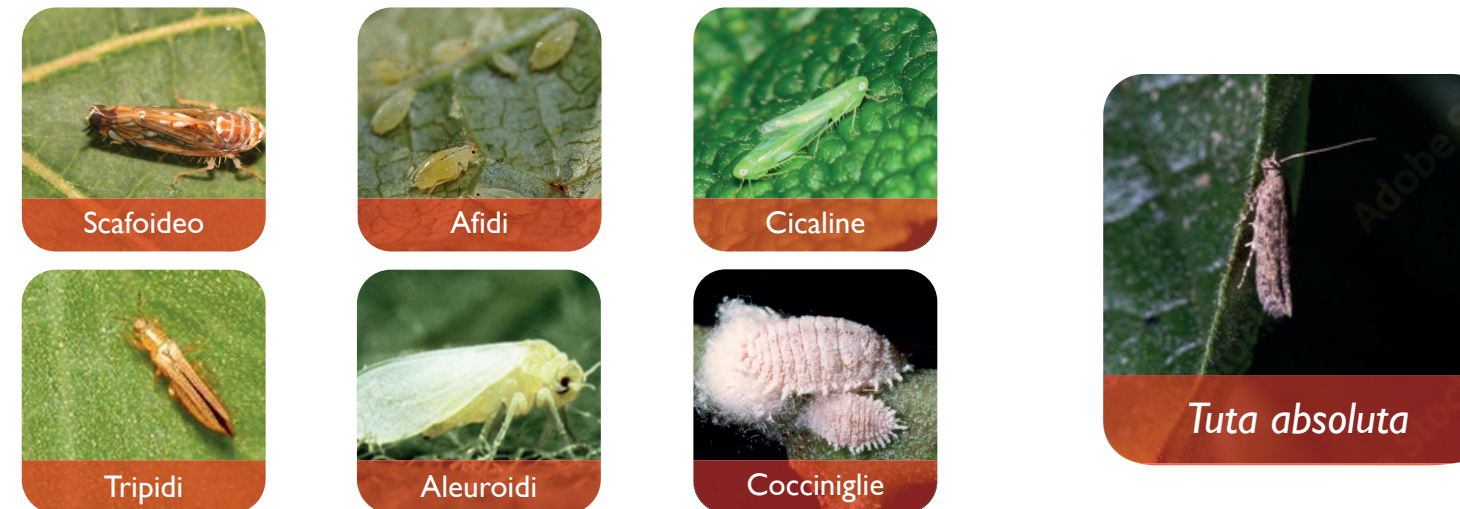 Scafoideo
Afidi
Cicaline
Tripidi
Aleuroidi
Cocciniglie
Tuta absoluta